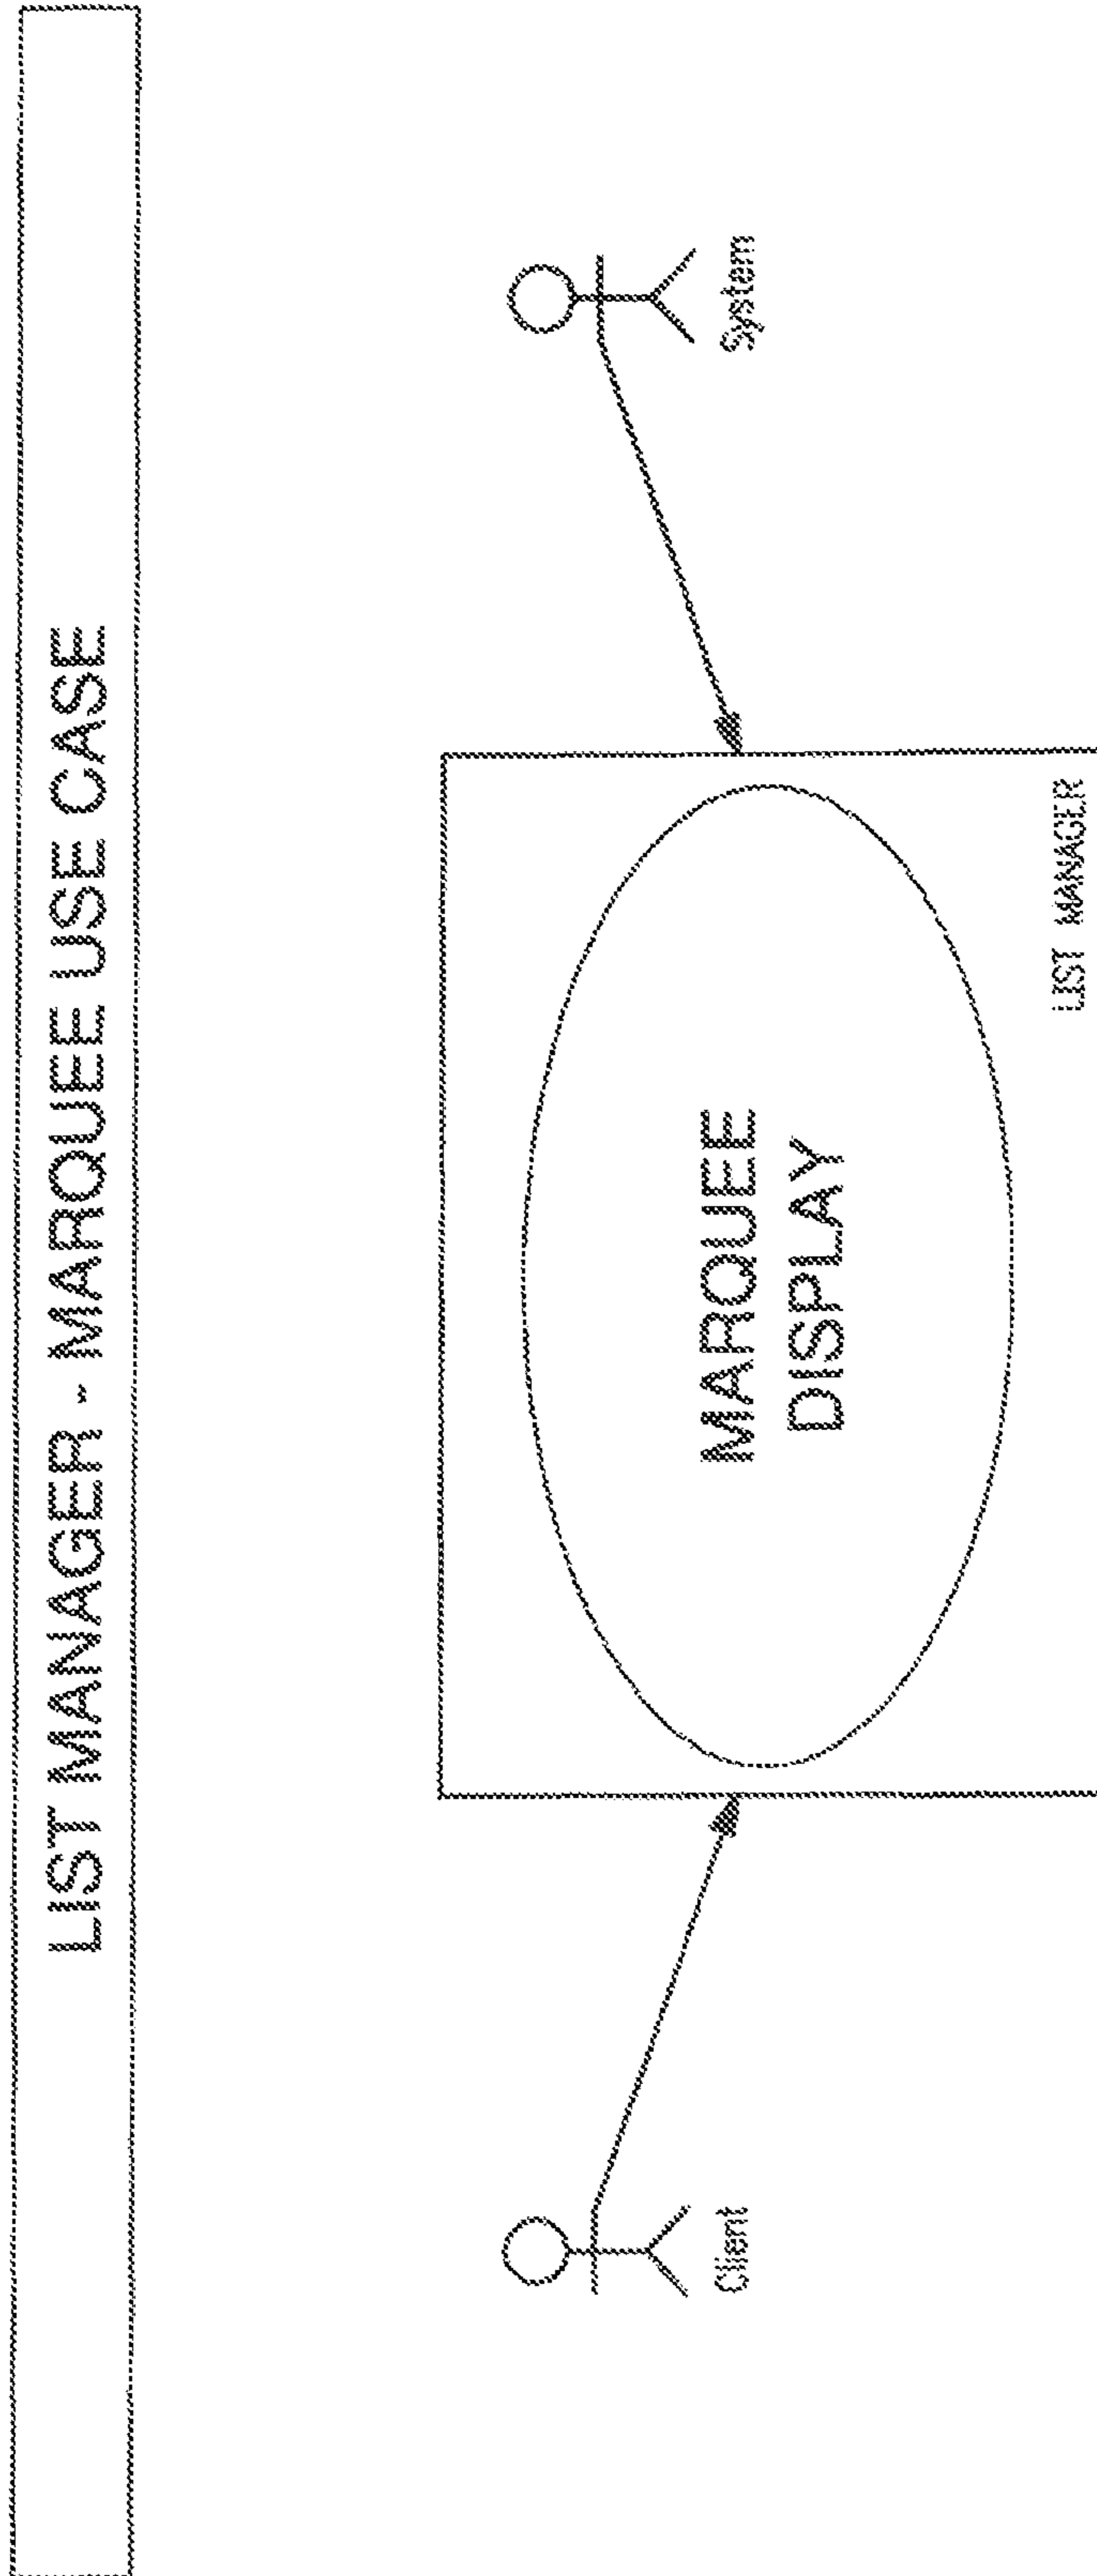 LIST MANAGER - MARQUEE USE CASE
Client
MARQUEE
DISPLAY
LIST MANAGER
System